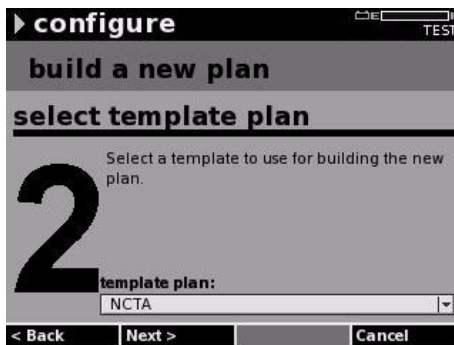 configure
E
TEST
build a new plan
select template plan
2
Select a template to use for building the new
plan.
template plan:
NCTA
< Back Next > Cancel